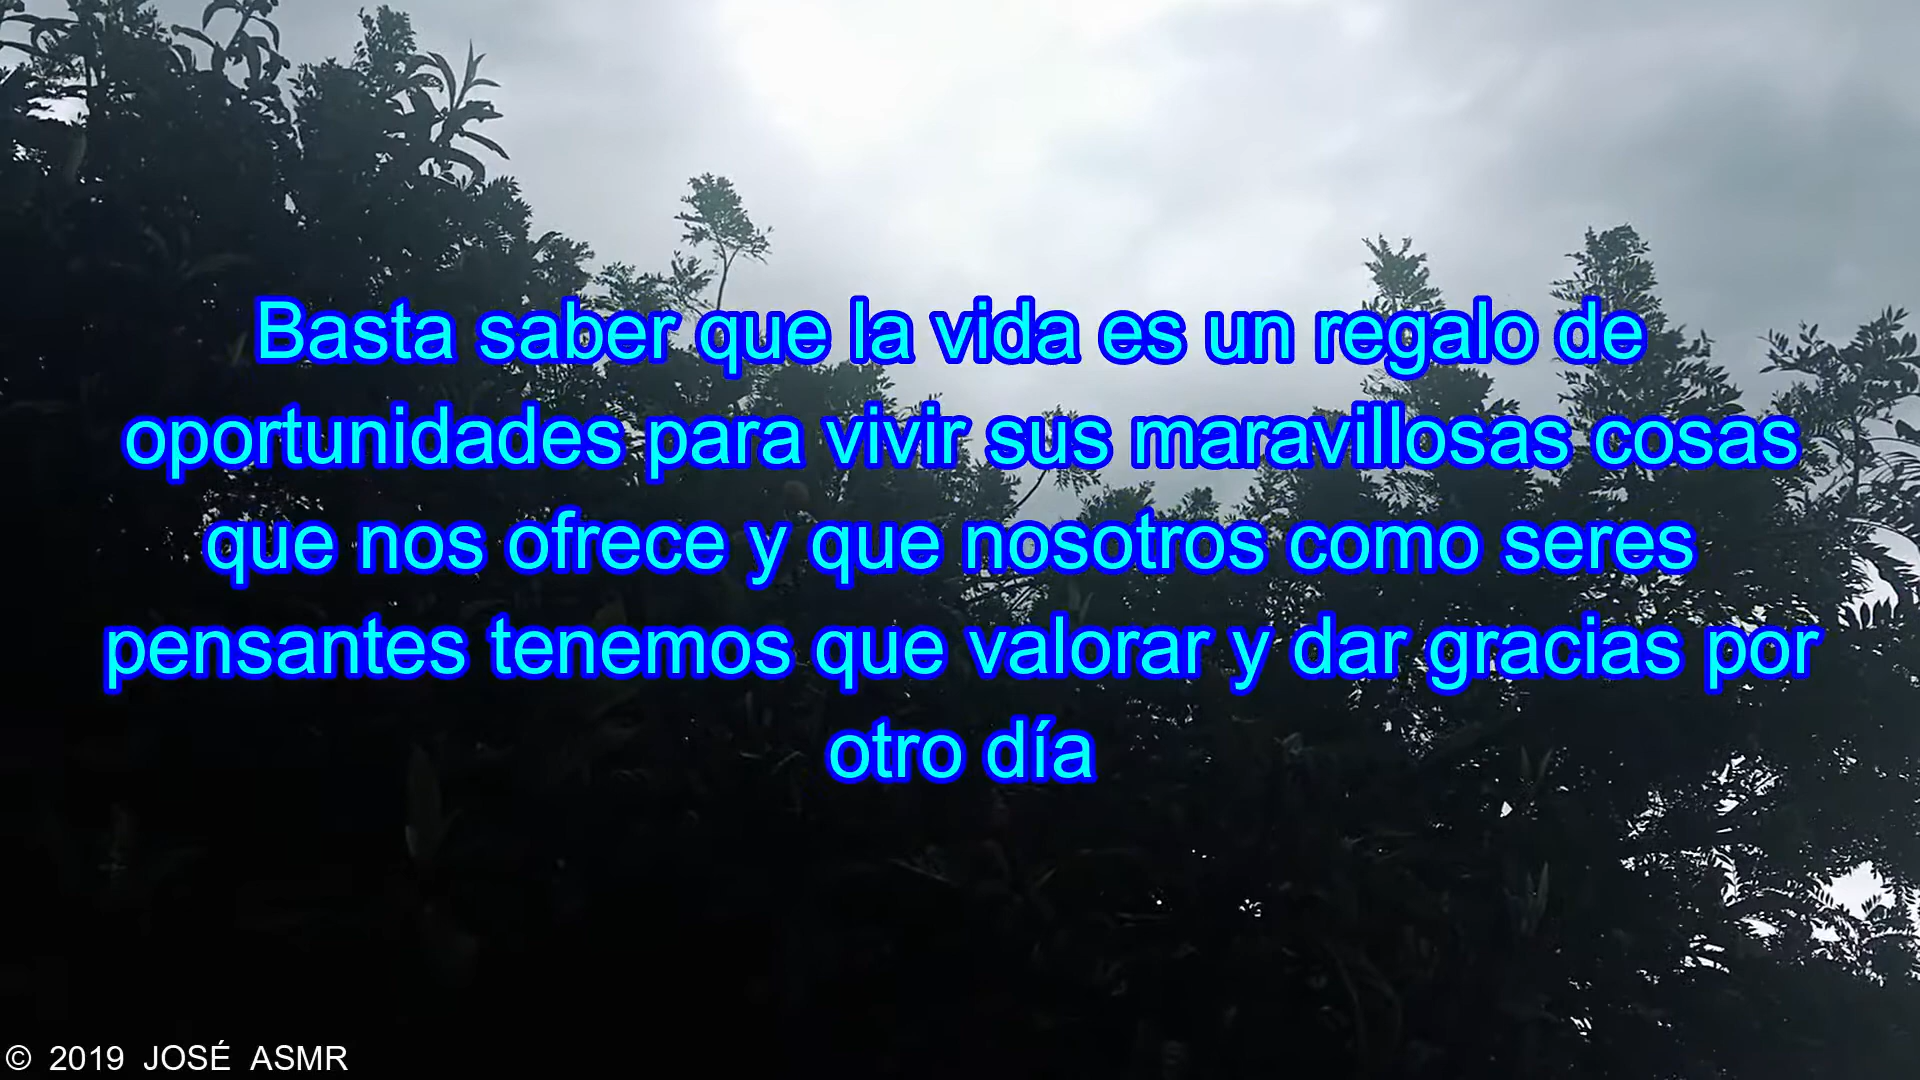 Basta saber que la vida es un regalo de
oportunidades para vivir sus maravillosas cosas
que nos ofrece y que nosotros como seres
pensantes tenemos que valorar y dar gracias por
otro día
© 2019 JOSÉ ASMR